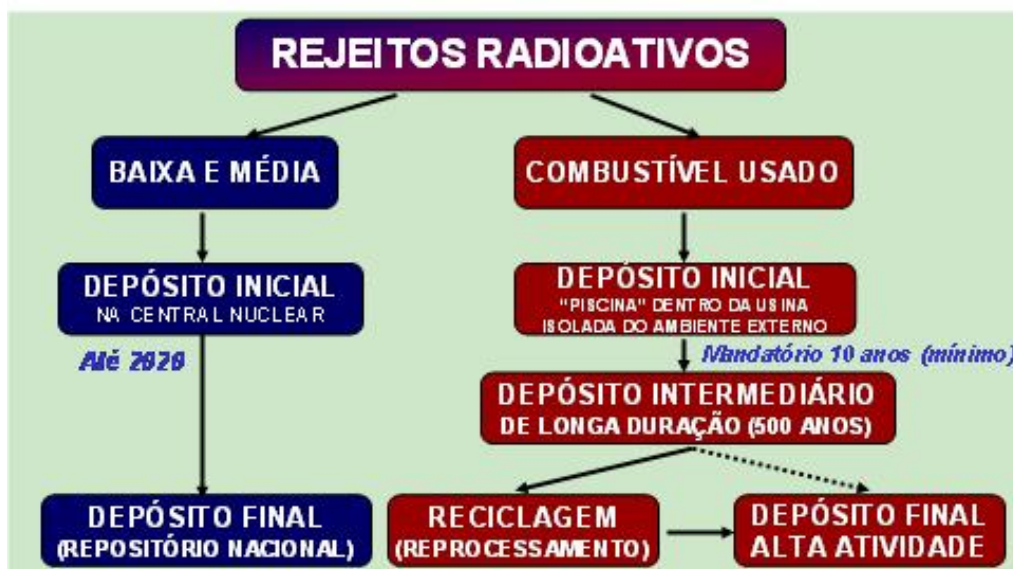 REJEITOS RADIOATIVOS
BAIXA E MÉDIA
COMBUSTÍVEL USADO
DEPÓSITO INICIAL
NA CENTRAL NUCLEAR
DEPÓSITO INICIAL
"PISCINA" DENTRO DA USINA
ISOLADA DO AMBIENTE EXTERNO
Até 2020
Mandatório 10 anos (mínimo)
DEPÓSITO INTERMEDIÁRIO
DE LONGA DURAÇÃO (500 ANOS)
DEPÓSITO FINAL
(REPOSITÓRIO NACIONAL)
RECICLAGEM
(REPROCESSAMENTO)
DEPÓSITO FINAL
ALTA ATIVIDADE